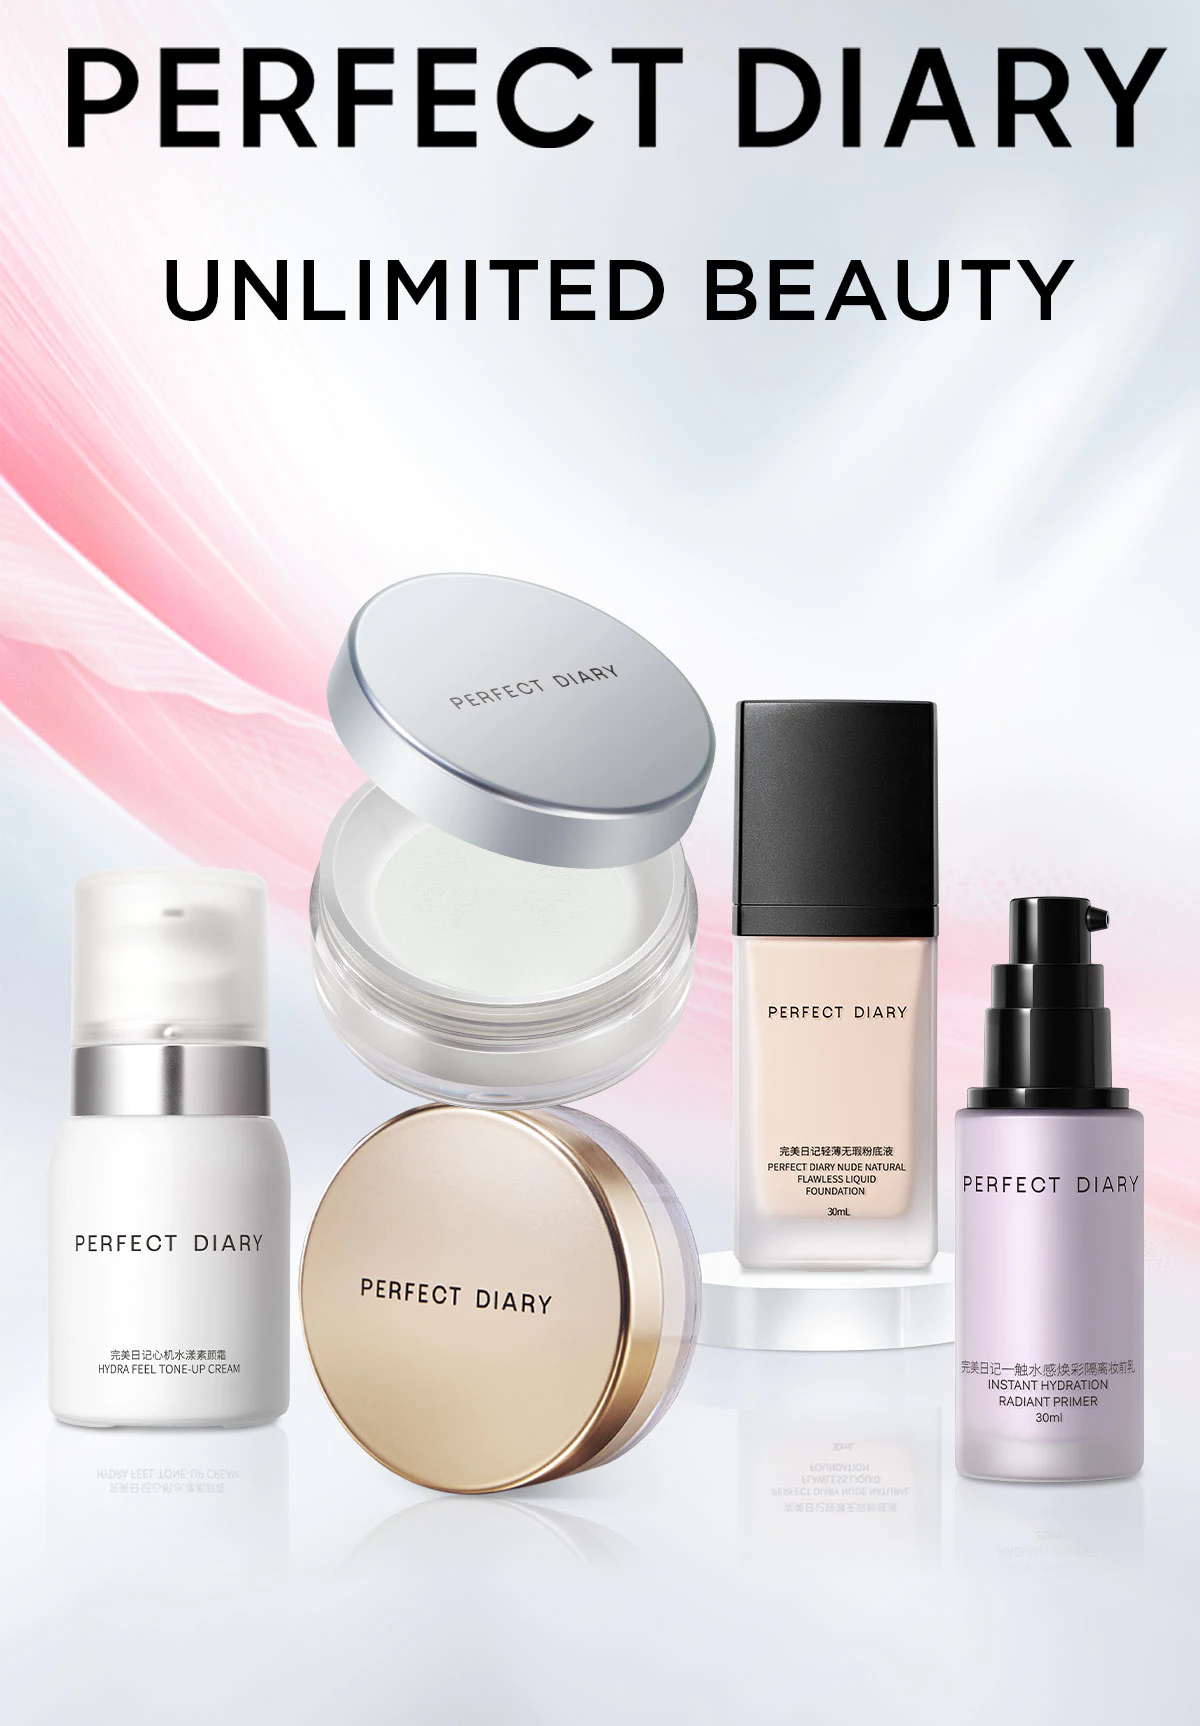 PERFECT DIARY
UNLIMITED BEAUTY
PERFECT DIARY
PERFECT DIARY
完美日记轻薄无瑕粉底液
PERFECT DIARY NUDE NATURAL
FLAWLESS LIQUID
FOUNDATION
30mL
PERFECT DIARY
完美日记心机水漾素颜霜
HYDRA FEEL TONE-UP CREAM
PERFECT DIARY
PERFECT DIARY
完美日记一触水感焕彩隔离妆前乳
INSTANT HYDRATION
RADIANT PRIMER
30ml